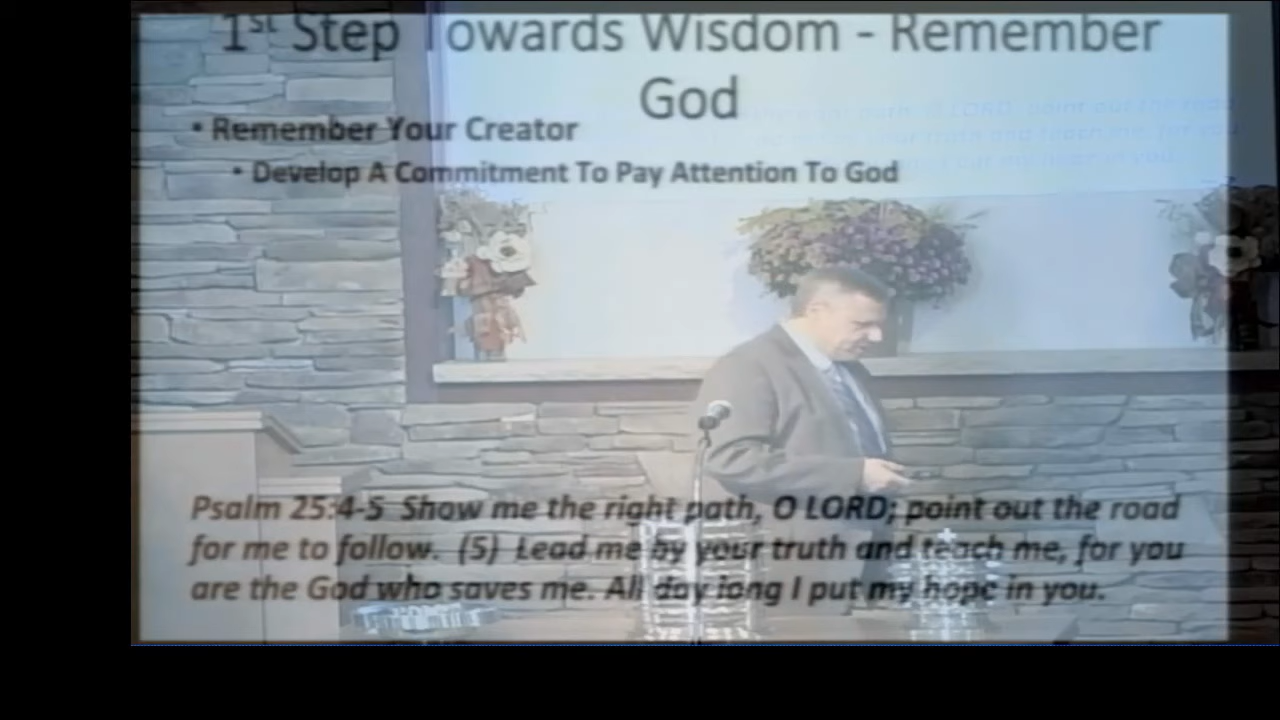 1st Step Towards Wisdom - Remember
God
• Remember Your Creator
• Develop A Commitment To Pay Attention To God
Psalm 25:4-5 Show me the right path, O LORD; point out the road
for me to follow. (5) Lead me by your truth and teach me, for you
are the God who saves me. All day long I put my hope in you.